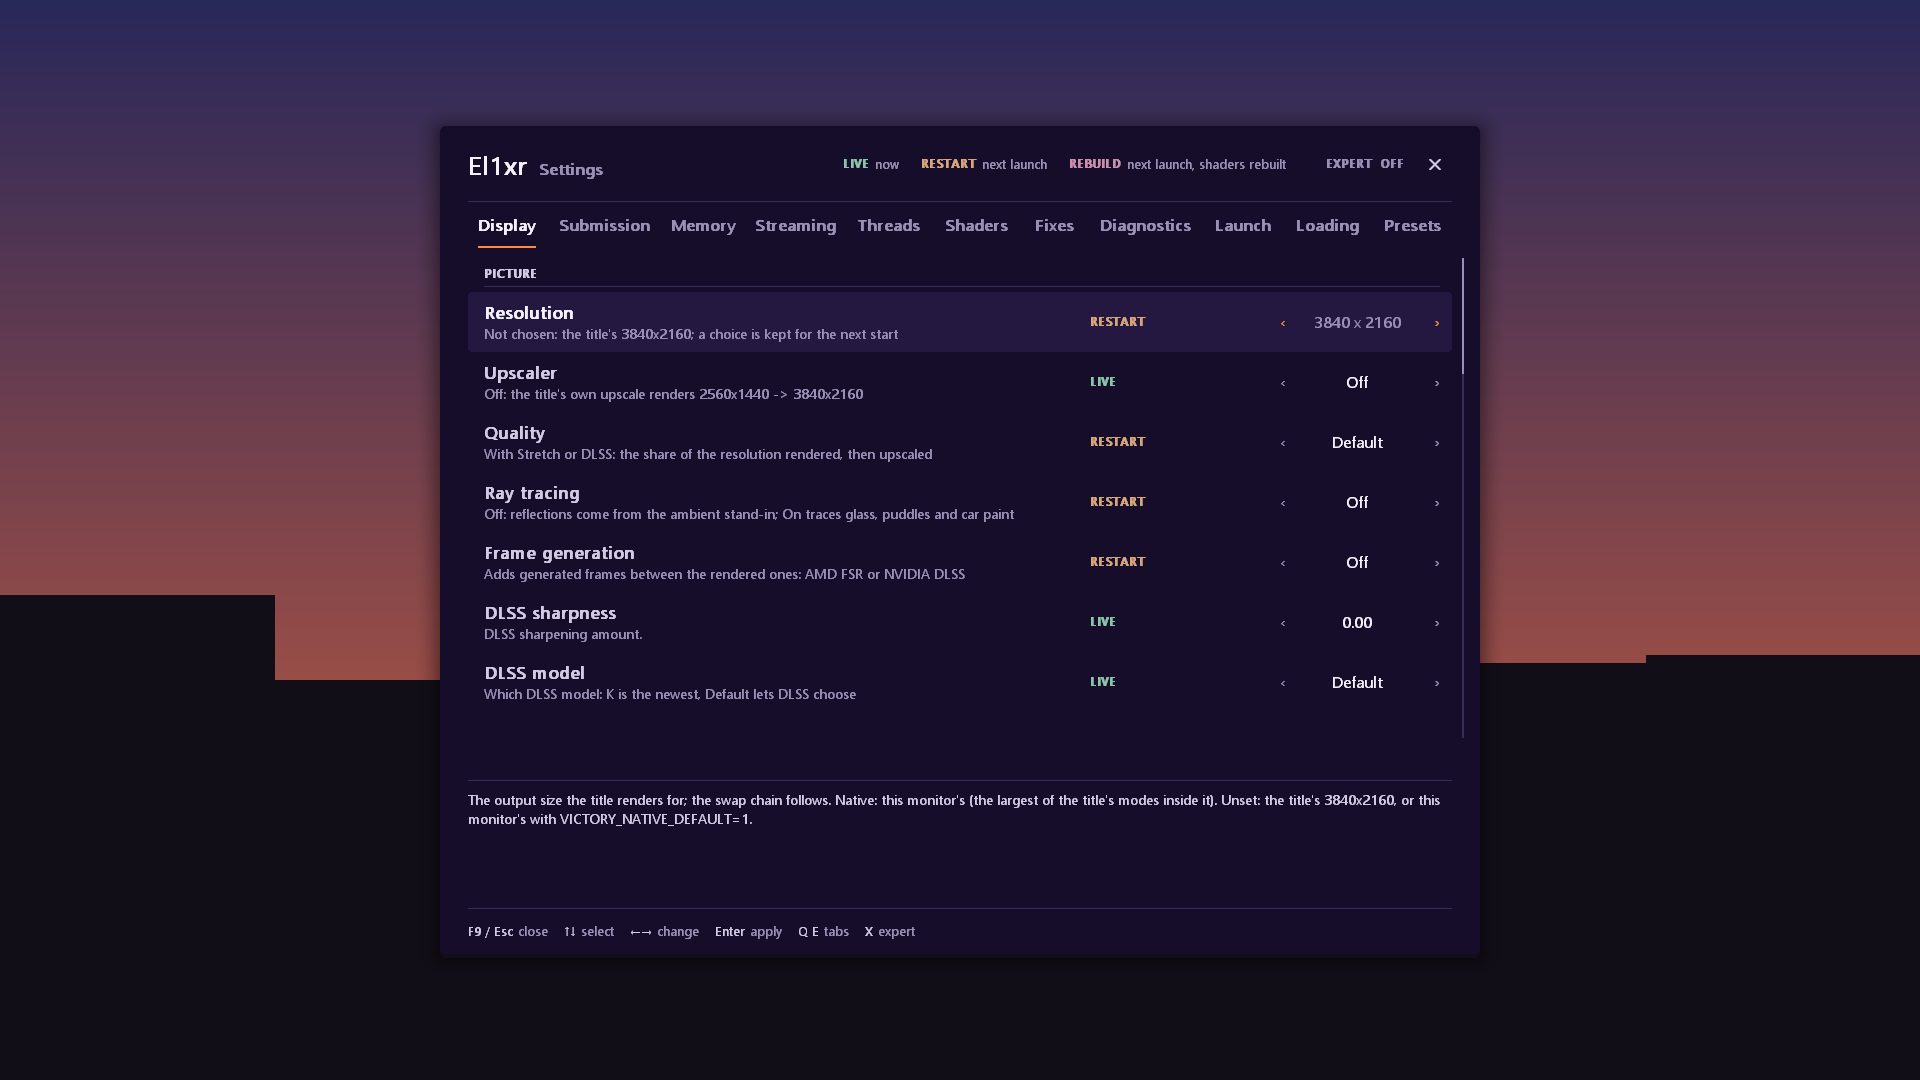 El1xr Settings
LIVE now RESTART next launch REBUILD next launch, shaders rebuilt EXPERT OFF ✕
Display Submission Memory Streaming Threads Shaders Fixes Diagnostics Launch Loading Presets
PICTURE
Resolution
Not chosen: the title's 3840x2160; a choice is kept for the next start
RESTART ‹ 3840 x 2160 ›
Upscaler
Off: the title's own upscale renders 2560x1440 -> 3840x2160
LIVE ‹ Off ›
Quality
With Stretch or DLSS: the share of the resolution rendered, then upscaled
RESTART ‹ Default ›
Ray tracing
Off: reflections come from the ambient stand-in; On traces glass, puddles and car paint
RESTART ‹ Off ›
Frame generation
Adds generated frames between the rendered ones: AMD FSR or NVIDIA DLSS
RESTART ‹ Off ›
DLSS sharpness
DLSS sharpening amount.
LIVE ‹ 0.00 ›
DLSS model
Which DLSS model: K is the newest, Default lets DLSS choose
LIVE ‹ Default ›
The output size the title renders for; the swap chain follows. Native: this monitor's (the largest of the title's modes inside it). Unset: the title's 3840x2160, or this
monitor's with VICTORY_NATIVE_DEFAULT=1.
F9 / Esc close ↑↓ select ←→ change Enter apply Q E tabs X expert